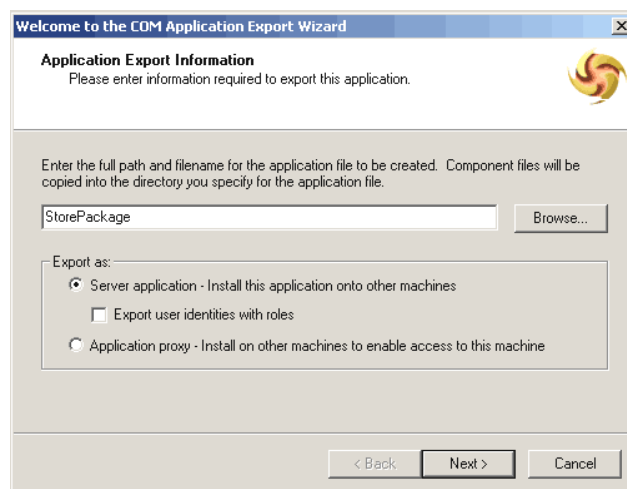 Welcome to the COM Application Export Wizard
Application Export Information
Please enter information required to export this application.
Enter the full path and filename for the application file to be created.  Component files will be
copied into the directory you specify for the application file.
StorePackage
Browse...
Export as:
Server application - Install this application onto other machines
Export user identities with roles
Application proxy - Install on other machines to enable access to this machine
< Back
Next >
Cancel